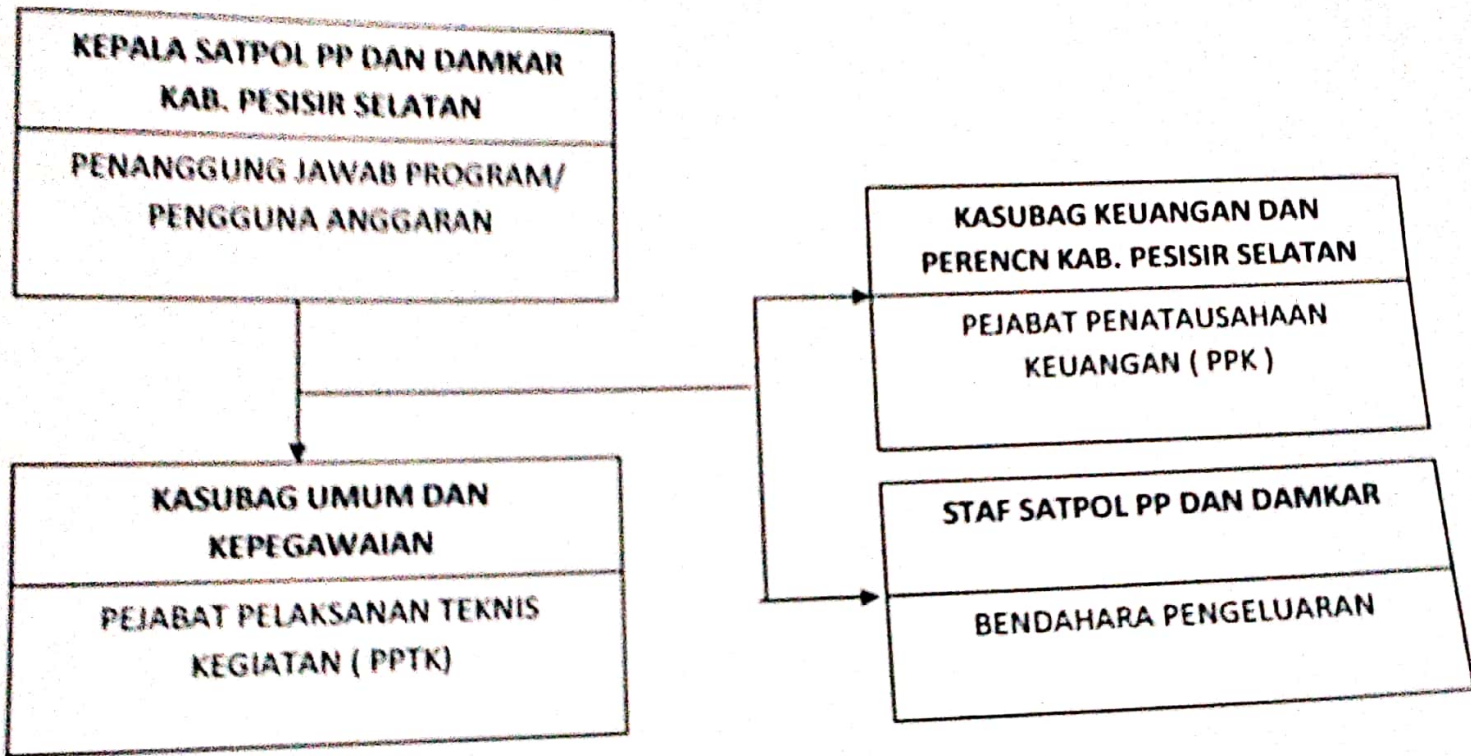 KEPALA SATPOL PP DAN DAMKAR
KAB. PESISIR SELATAN
PENANGGUNG JAWAB PROGRAM/
PENGGUNA ANGGARAN
KASUBAG KEUANGAN DAN
PERENCN KAB. PESISIR SELATAN
PEJABAT PENATAUSAHAAN
KEUANGAN ( PPK )
KASUBAG UMUM DAN
KEPEGAWAIAN
PEJABAT PELAKSANAN TEKNIS
KEGIATAN ( PPTK)
STAF SATPOL PP DAN DAMKAR
BENDAHARA PENGELUARAN